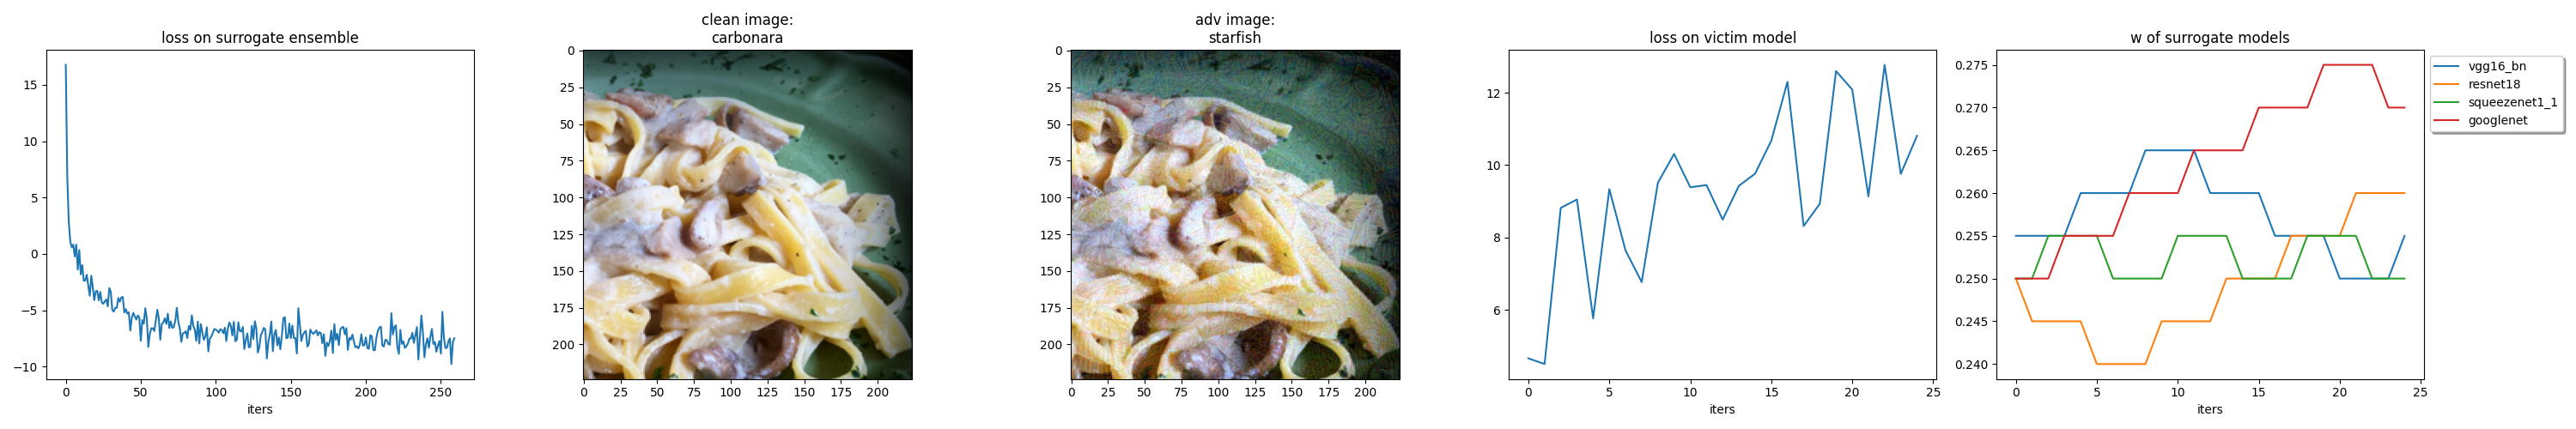 loss on surrogate ensemble
15
10
5
0
−5
−10
0 50 100 150 200 250
iters
clean image:
carbonara
0
25
50
75
100
125
150
175
200
0 25 50 75 100 125 150 175 200
adv image:
starfish
0
25
50
75
100
125
150
175
200
0 25 50 75 100 125 150 175 200
loss on victim model
12
10
8
6
0 5 10 15 20 25
iters
w of surrogate models
0.275
0.270
0.265
0.260
0.255
0.250
0.245
0.240
0 5 10 15 20 25
iters
vgg16_bn
resnet18
squeezenet1_1
googlenet